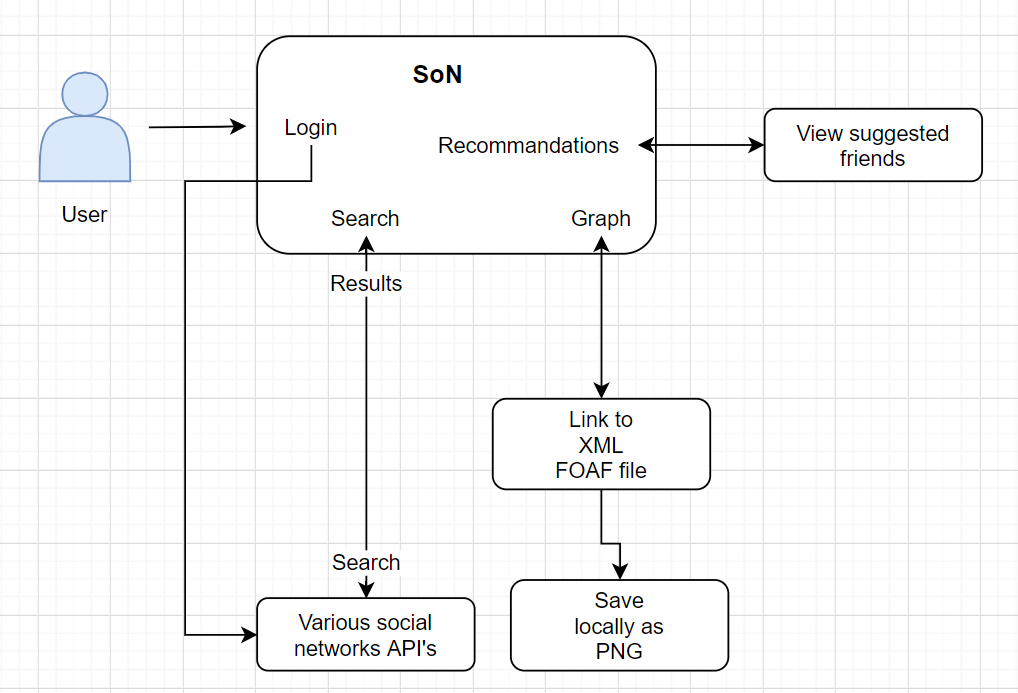 SoN
Login
Recommandations
View suggested
friends
User
Search
Graph
Results
Link to
XML
FOAF file
Search
Various social
networks API's
Save
locally as
PNG